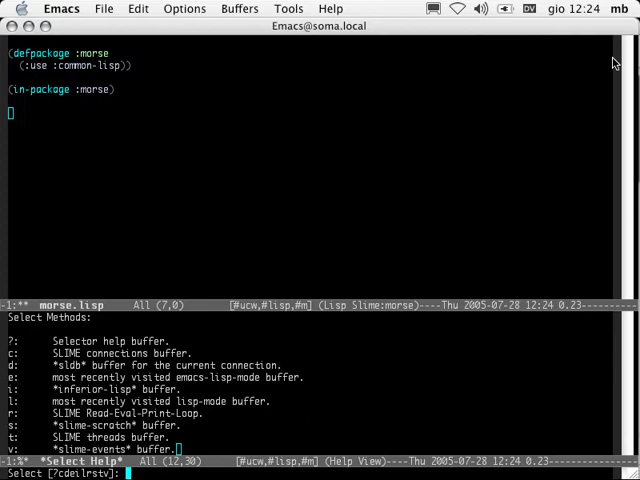 Emacs File Edit Options Buffers Tools Help DV gio 12:24 mb
Emacs@soma.local
(defpackage :morse
(:use :common-lisp))
(in-package :morse)
-1:** morse.lisp All (7,0) [#ucw,#lisp,#m] (Lisp Slime:morse)----Thu 2005-07-28 12:24 0.23----------
Select Methods:
?: Selector help buffer.
c: SLIME connections buffer.
d: *sldb* buffer for the current connection.
e: most recently visited emacs-lisp-mode buffer.
i: *inferior-lisp* buffer.
l: most recently visited lisp-mode buffer.
r: SLIME Read-Eval-Print-Loop.
s: *slime-scratch* buffer.
t: SLIME threads buffer.
v: *slime-events* buffer.
-1:%* *Select Help* All (12,30) [#ucw,#lisp,#m] (Help View)----Thu 2005-07-28 12:24 0.23-------------
Select [?cdeilrstv]: